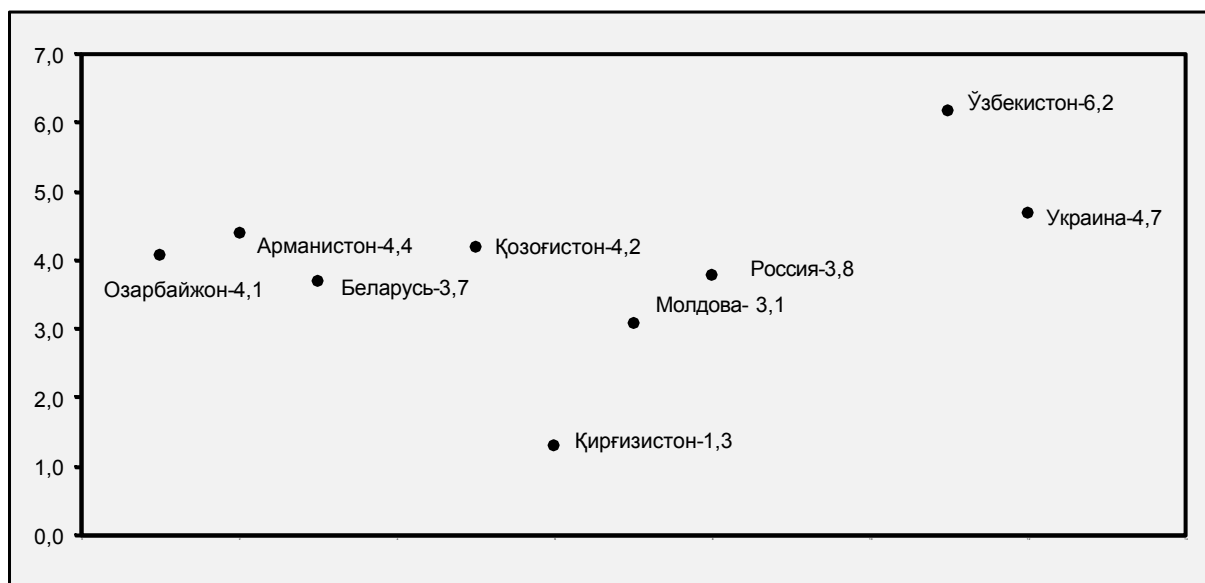 7,0
6,0
5,0
4,0
3,0
2,0
1,0
0,0
Ўзбекистон-6,2
Украина-4,7
Арманистон-4,4
Қозоғистон-4,2
Россия-3,8
Озарбайжон-4,1
Беларусь-3,7
Молдова- 3,1
Қирғизистон-1,3